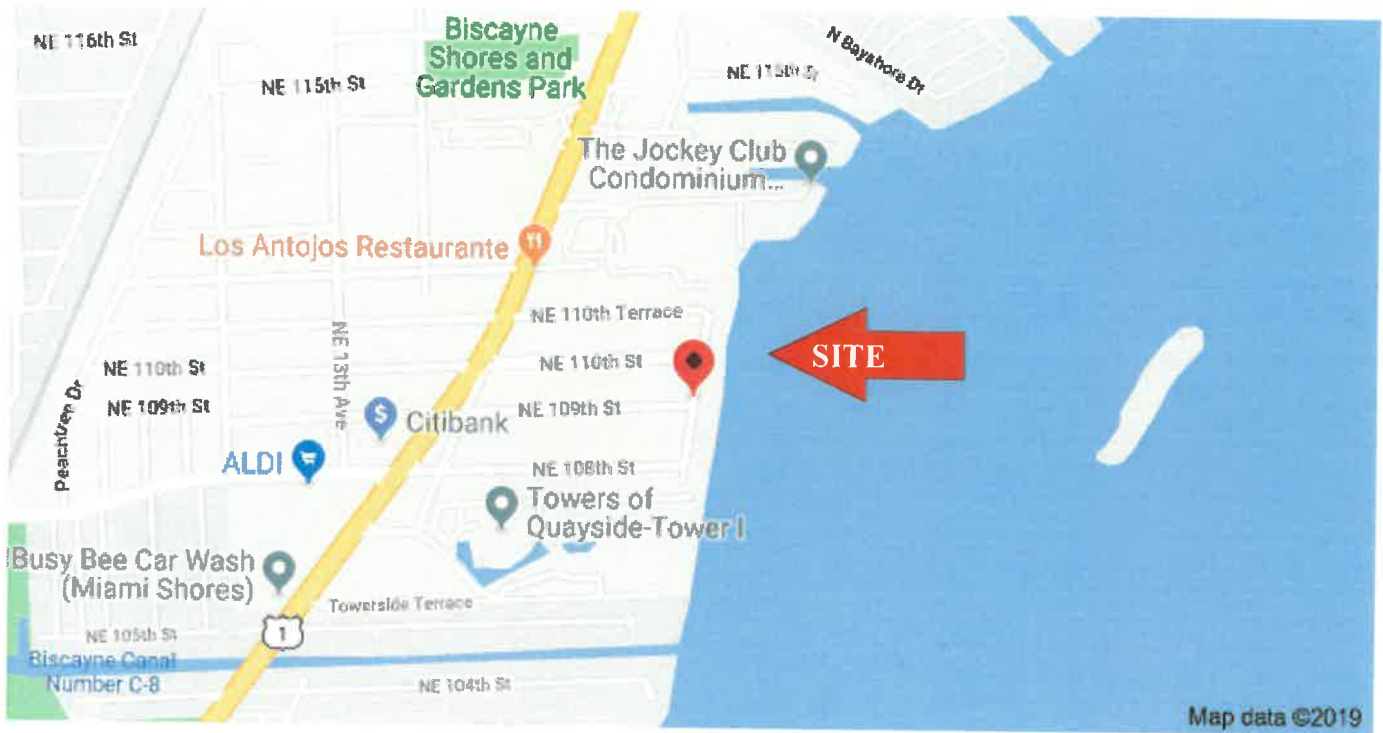 NE 116th St
Biscayne
Shores and
Gardens Park
N Bayshore Dr
NE 115th St
NE 115th St
The Jockey Club
Condominium...
Los Antojos Restaurante
NE 110th Terrace
NE 13th Ave
SITE
NE 110th St
NE 110th St
Peachtree Dr
NE 109th St
NE 109th St
Citibank
ALDI
NE 108th St
Towers of
Quayside-Tower I
Busy Bee Car Wash
(Miami Shores)
Towerside Terrace
1
NE 105th St
Biscayne Canal
Number C-8
NE 104th St
Map data ©2019